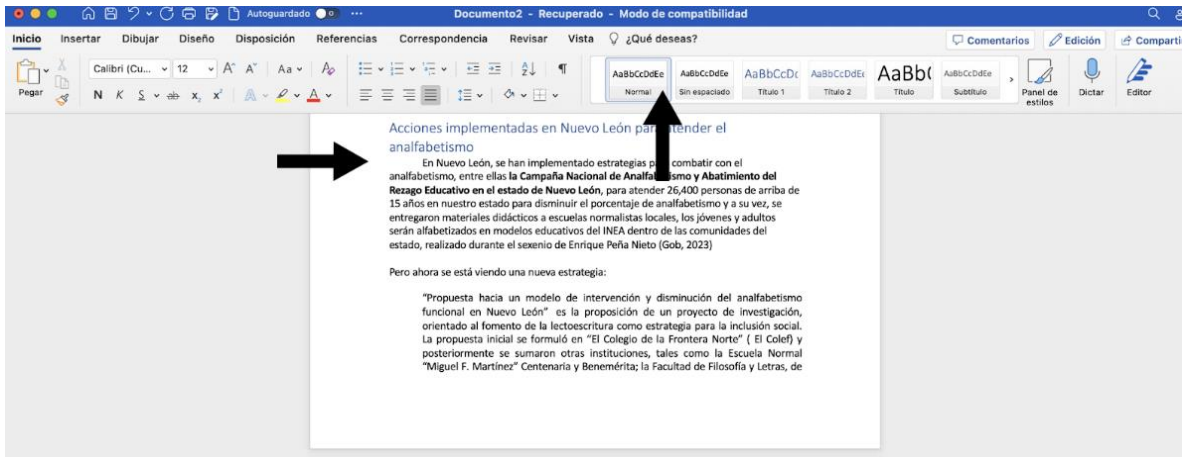 Autoguardado
Documento2 - Recuperado - Modo de compatibilidad
Inicio Insertar Dibujar Diseño Disposición Referencias Correspondencia Revisar Vista ¿Qué deseas? Comentarios Edición Comparti
Pegar
Calibri (Cu... 12 A^ A˅ Aa A
N K S ab x, x² A A
AaBbCcDdEe AaBbCcDdEe AaBbCcDc AaBbCcDdEe AaBb( AaBbCcDdEe
Normal Sin espaciado Título 1 Título 2 Título Subtítulo
Panel de estilos
Dictar
Editor
Acciones implementadas en Nuevo León para atender el
analfabetismo
En Nuevo León, se han implementado estrategias combatir con el
analfabetismo, entre ellas la Campaña Nacional de y Abatimiento del
Rezago Educativo en el estado de Nuevo León, para atender 26,400 personas de arriba de
15 años en nuestro estado para disminuir el porcentaje de analfabetismo y a su vez, se
entregaron materiales didácticos a escuelas normalistas locales, los jóvenes y adultos
serán alfabetizados en modelos educativos del INEA dentro de las comunidades del
estado, realizado durante el sexenio de Enrique Peña Nieto (Gob, 2023)
Pero ahora se está viendo una nueva estrategia:
"Propuesta hacia un modelo de intervención y disminución del analfabetismo
funcional en Nuevo León" es la proposición de un proyecto de investigación,
orientado al fomento de la lectoescritura como estrategia para la inclusión social.
La propuesta inicial se formuló en "El Colegio de la Frontera Norte" ( El Colef) y
posteriormente se sumaron otras instituciones, tales como la Escuela Normal
"Miguel F. Martínez" Centenaria y Benemérita; la Facultad de Filosofía y Letras, de